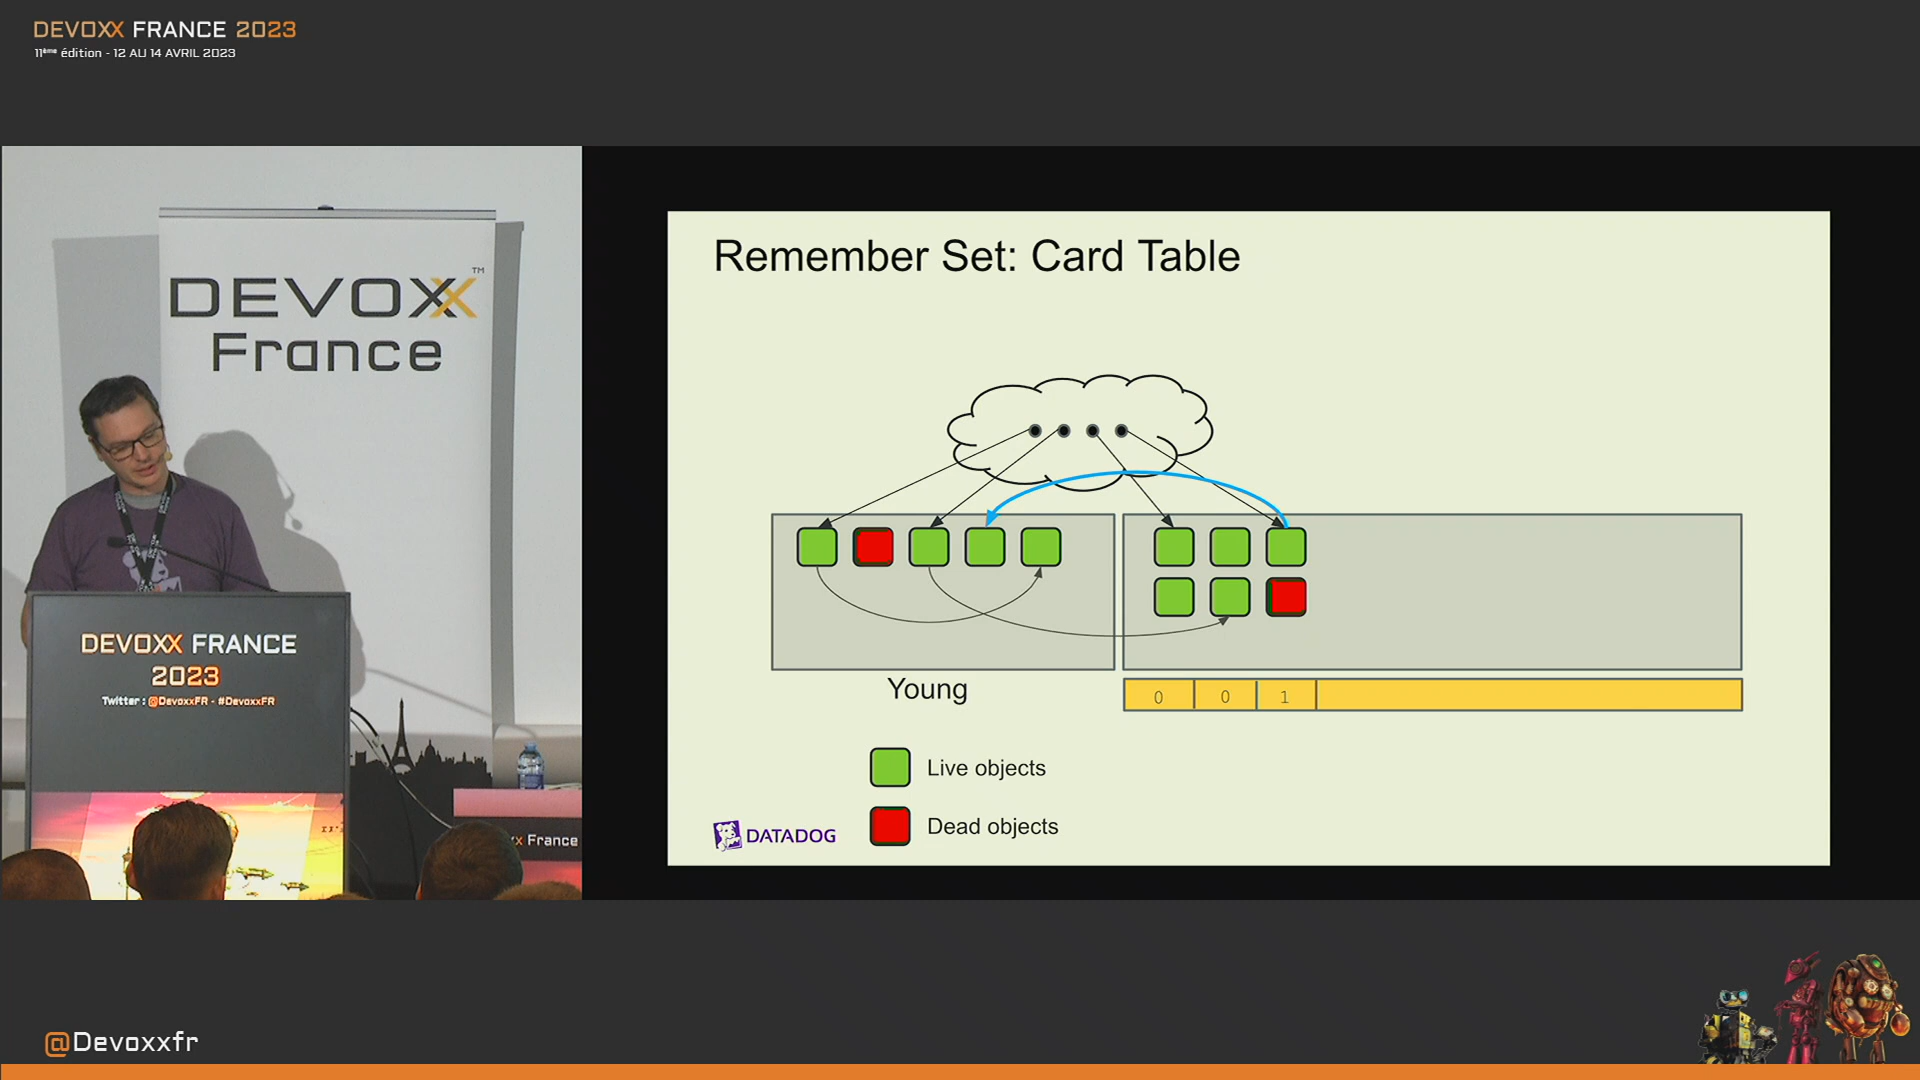 DEVOXX FRANCE 2023
11ème édition - 12 AU 14 AVRIL 2023
DEVOXX™
France
DEVOXX FRANCE
2023
Twitter : @DevoxxFR - #DevoxxFR
x France
Remember Set: Card Table
Young
0 0 1
Live objects
Dead objects
DATADOG
@Devoxxfr